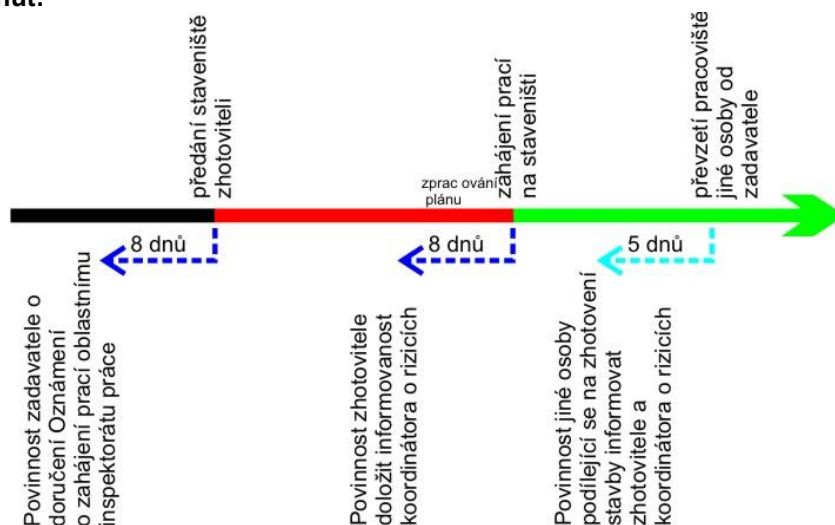 předání staveniště
zhotoviteli
zahájení prací
na staveništi
převzetí pracoviště
jiné osoby od
zadavatele
zprac ování
plánu
8 dnů
8 dnů
5 dnů
Povinnost zadavatele o
doručení Oznámení
o zahájení prací oblastnímu
inspektorátu práce
Povinnost zhotovitele
doložit informovanost
koordinátora o rizicích
Povinnost jiné osoby
podílející se na zhotovení
stavby informovat
zhotovitele a
koordinátora o rizicích